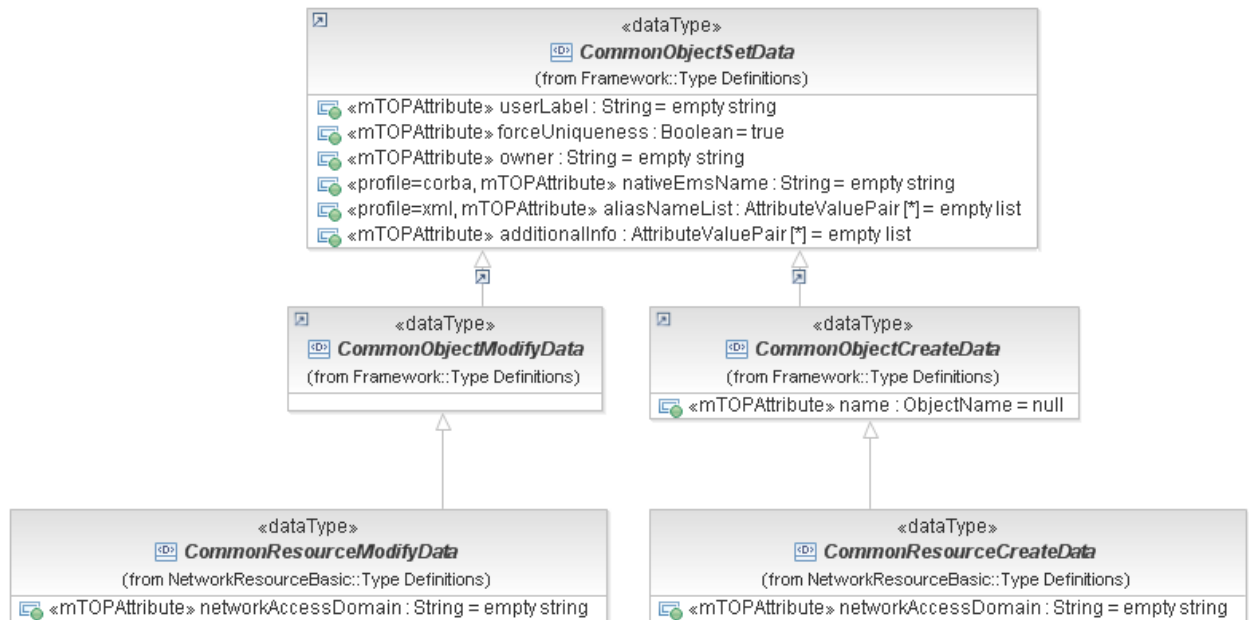 «dataType»
CommonObjectSetData
(from Framework::Type Definitions)
«mTOPAttribute» userLabel : String = empty string
«mTOPAttribute» forceUniqueness : Boolean = true
«mTOPAttribute» owner : String = empty string
«profile=corba, mTOPAttribute» nativeEmsName : String = empty string
«profile=xml, mTOPAttribute» aliasNameList : AttributeValuePair [*] = empty list
«mTOPAttribute» additionalInfo : AttributeValuePair [*] = empty list
«dataType»
CommonObjectModifyData
(from Framework::Type Definitions)
«dataType»
CommonObjectCreateData
(from Framework::Type Definitions)
«mTOPAttribute» name : ObjectName = null
«dataType»
CommonResourceModifyData
(from NetworkResourceBasic::Type Definitions)
«mTOPAttribute» networkAccessDomain : String = empty string
«dataType»
CommonResourceCreateData
(from NetworkResourceBasic::Type Definitions)
«mTOPAttribute» networkAccessDomain : String = empty string